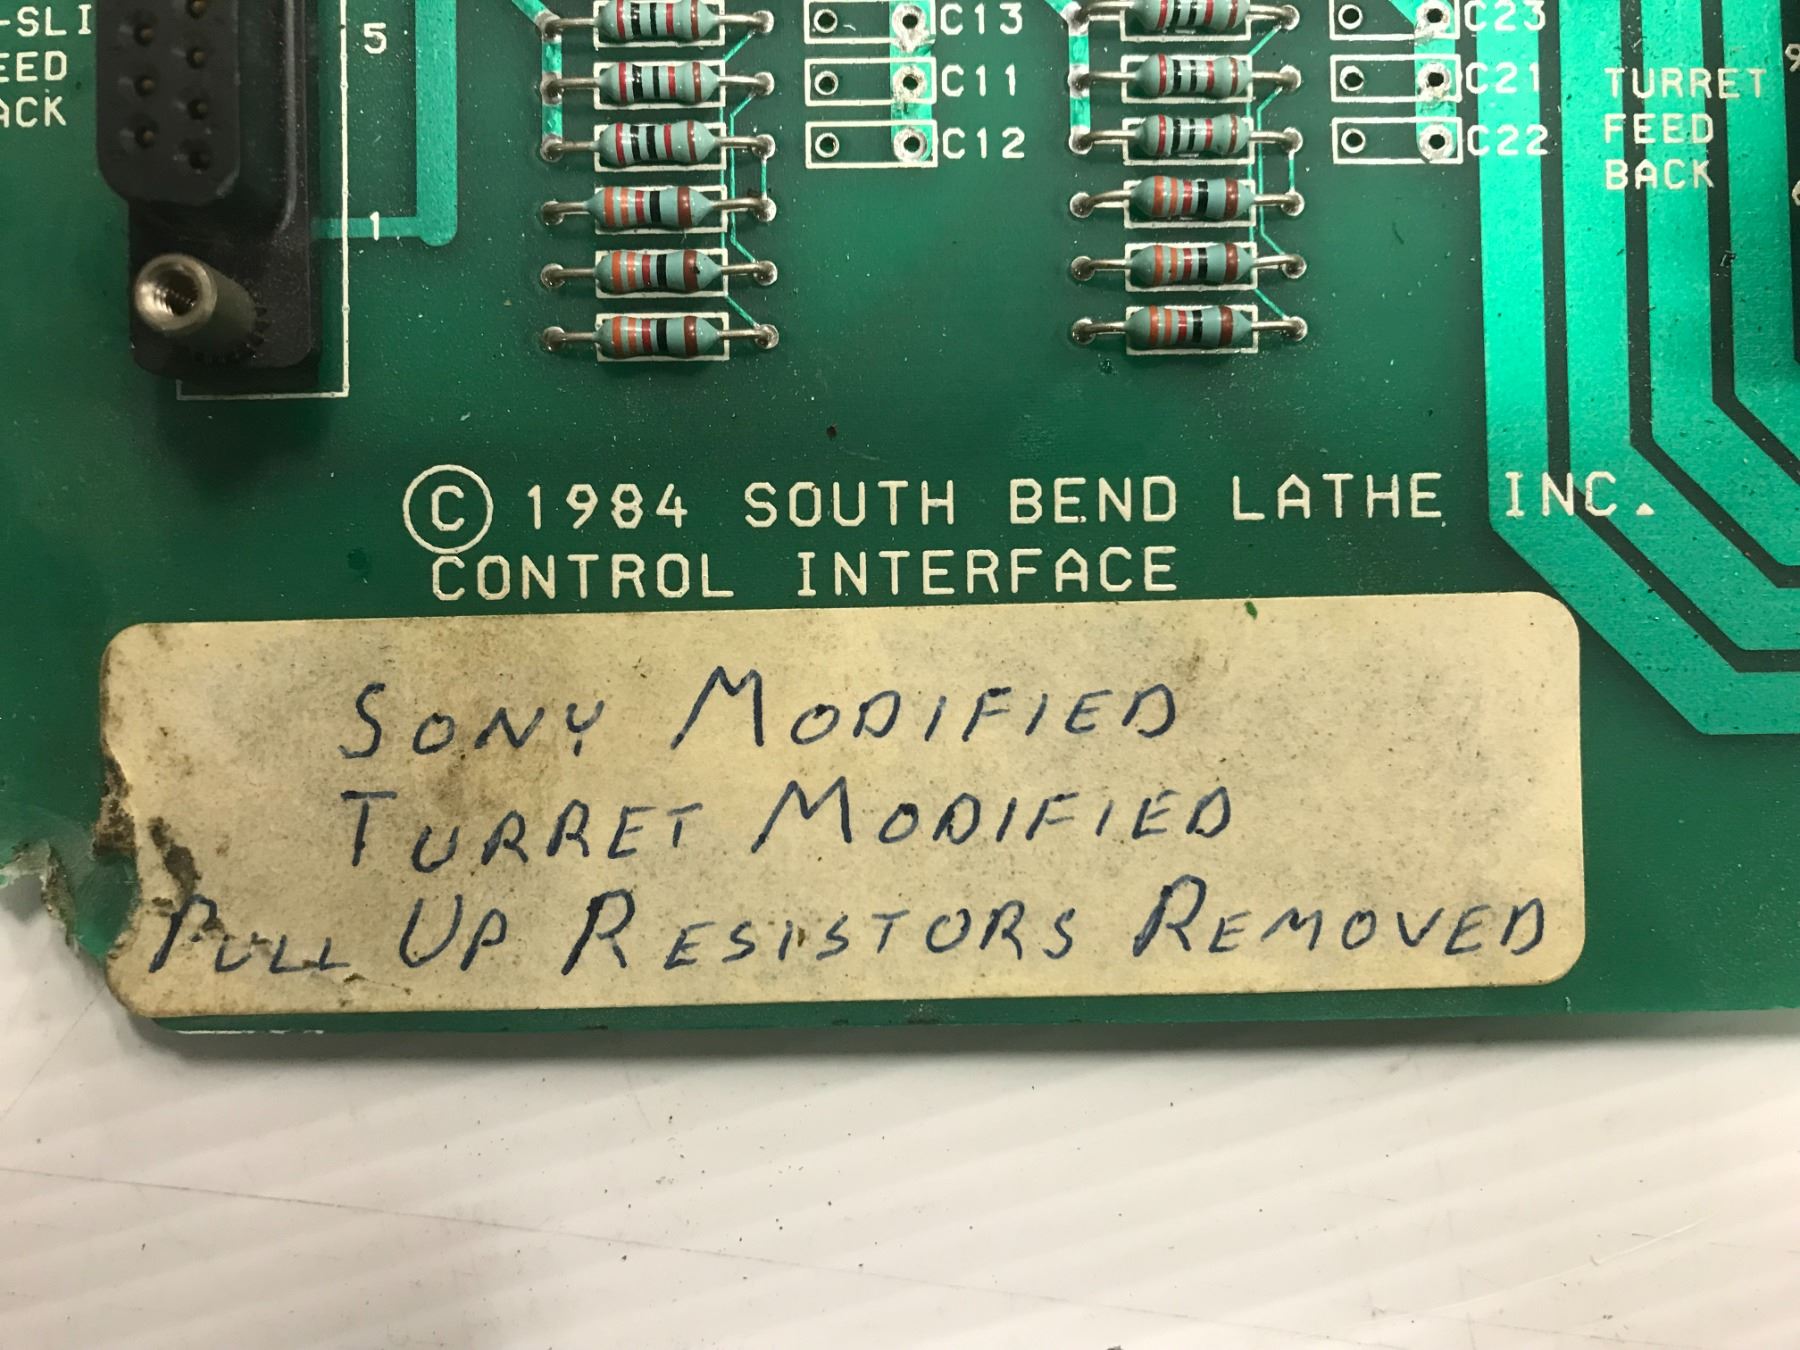 -SLI
EED
ACK
5
1
C13
C11
C12
C23
C21
C22
TURRET
FEED
BACK
9
© 1984 SOUTH BEND LATHE INC.
CONTROL INTERFACE
SONY MODIFIED
TURRET MODIFIED
PULL UP RESISTORS REMOVED